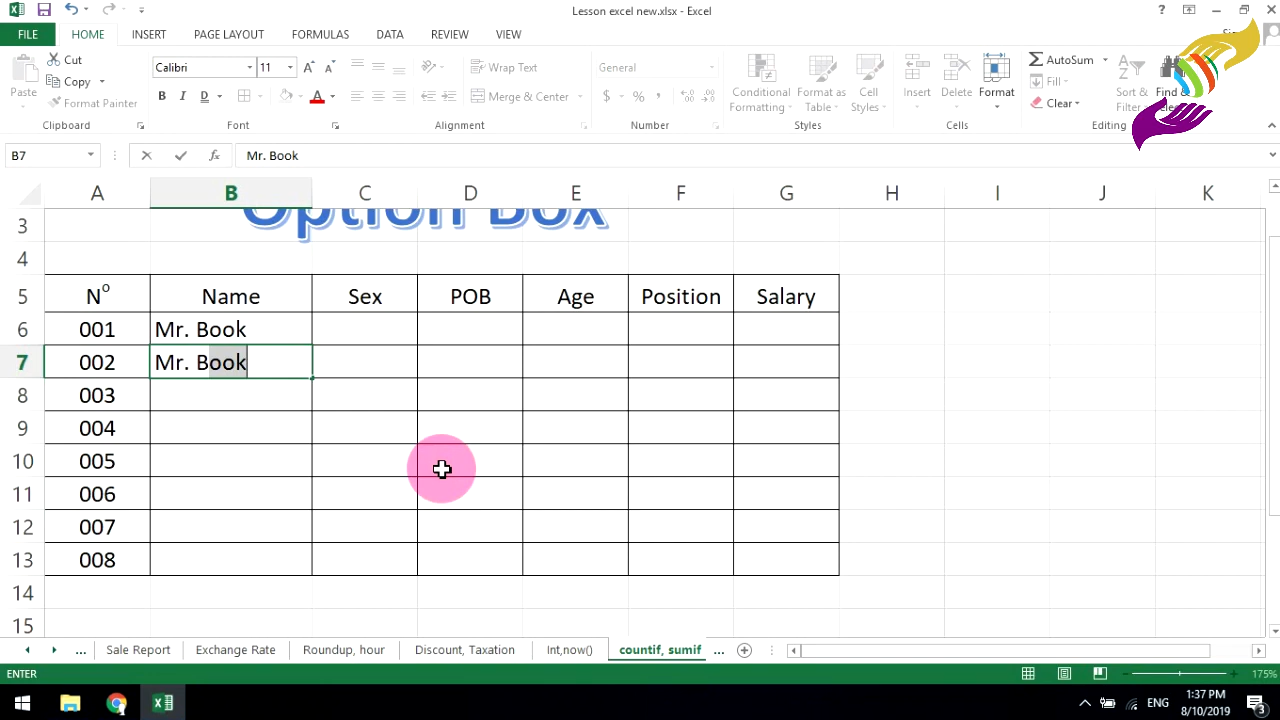 Lesson excel new.xlsx - Excel
FILE HOME INSERT PAGE LAYOUT FORMULAS DATA REVIEW VIEW
Paste Cut Copy Format Painter
Calibri 11
B I D A
Wrap Text
Merge & Center
General
$ % ,
Conditional Formatting Format as Table Cell Styles
Insert Delete Format
AutoSum Fill Clear
Sort & Filter Find &
Clipboard Font Alignment Number Styles Cells Editing
B7 fx Mr. Book
A B C D E F G H I J K
3 Option Box
4
5 Nº Name Sex POB Age Position Salary
6 001 Mr. Book
7 002 Mr. Book
8 003
9 004
10 005
11 006
12 007
13 008
14
15
... Sale Report Exchange Rate Roundup, hour Discount, Taxation Int,now() countif, sumif ...
ENTER 175%
ENG 1:37 PM
8/10/2019 3